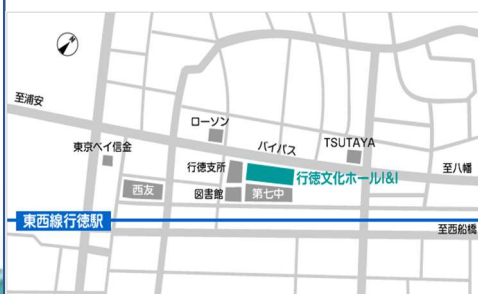 至浦安
ローソン
東京ベイ信金
バイパス
TSUTAYA
行徳支所
行徳文化ホールI&I
至八幡
西友
図書館
第七中
東西線行徳駅
至西船橋